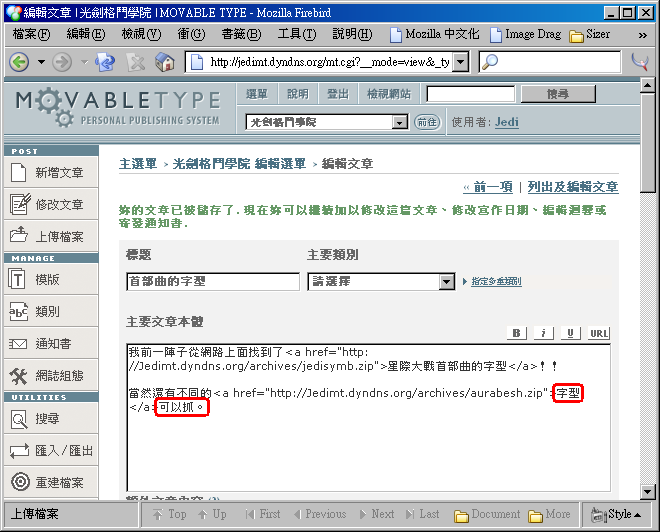 編輯文章 | 光劍格鬥學院 | MOVABLE TYPE - Mozilla Firebird
檔案(F) 編輯(E) 檢視(V) 俴(G) 書籤(B) 工具(T) 說明(H) Mozilla 中文化 Image Drag Sizer
http://jedimt.dyndns.org/mt.cgi?__mode=view&_ty
MOVABLETYPE
PERSONAL PUBLISHING SYSTEM
選單 說明 登出 檢視網站 搜尋
光劍格鬥學院 前往 使用者: Jedi
POST
新增文章
修改文章
上傳檔案
MANAGE
模版
類別
通知書
網誌組態
UTILITIES
搜尋
匯入/匯出
重建檔案
主選單 > 光劍格鬥學院 編輯選單 > 編輯文章
‹‹ 前一項 | 列出及編輯文章
妳的文章已被儲存了. 現在妳可以繼續加以修改這篇文章、修改寫作日期、編輯迴響或
寄發通知書.
標題 主要類別
首部曲的字型 請選擇 指定多重類別
主要文章本體 B i U URL
我前一陣子從網路上面找到了<a href="http:
//Jedimt.dyndns.org/archives/jedisymb.zip">星際大戰首部曲的字型</a>！！
當然還有不同的<a href="http://Jedimt.dyndns.org/archives/aurabesh.zip">字型
</a>可以抓。
額外文章內容 (?)
上傳檔案 Top Up First Previous Next Last Document More Style